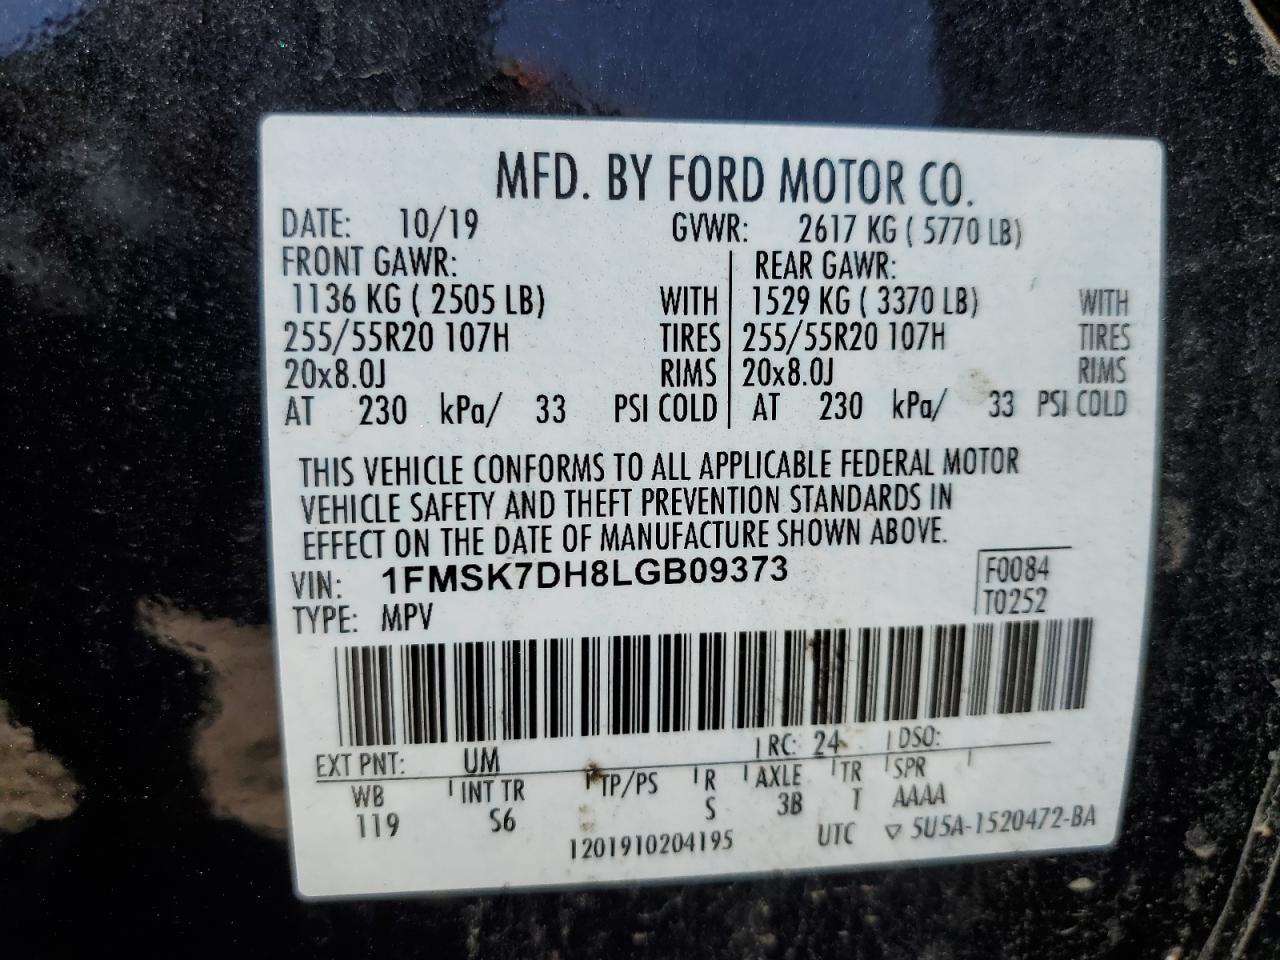 MFD. BY FORD MOTOR CO.
DATE: 10/19 GVWR: 2617 KG ( 5770 LB)
FRONT GAWR: REAR GAWR:
1136 KG ( 2505 LB) WITH 1529 KG ( 3370 LB) WITH
255/55R20 107H TIRES 255/55R20 107H TIRES
20x8.0J RIMS 20x8.0J RIMS
AT 230 kPa/ 33 PSI COLD AT 230 kPa/ 33 PSI COLD
THIS VEHICLE CONFORMS TO ALL APPLICABLE FEDERAL MOTOR
VEHICLE SAFETY AND THEFT PREVENTION STANDARDS IN
EFFECT ON THE DATE OF MANUFACTURE SHOWN ABOVE.
VIN: 1FMSK7DH8LGB09373 F0084
TYPE: MPV T0252
EXT PNT: UM RC: 24 DSO:
WB INT TR TP/PS R AXLE TR SPR
119 S6 S 3B T AAAA
1201910204195 UTC ▽ 5U5A-1520472-BA